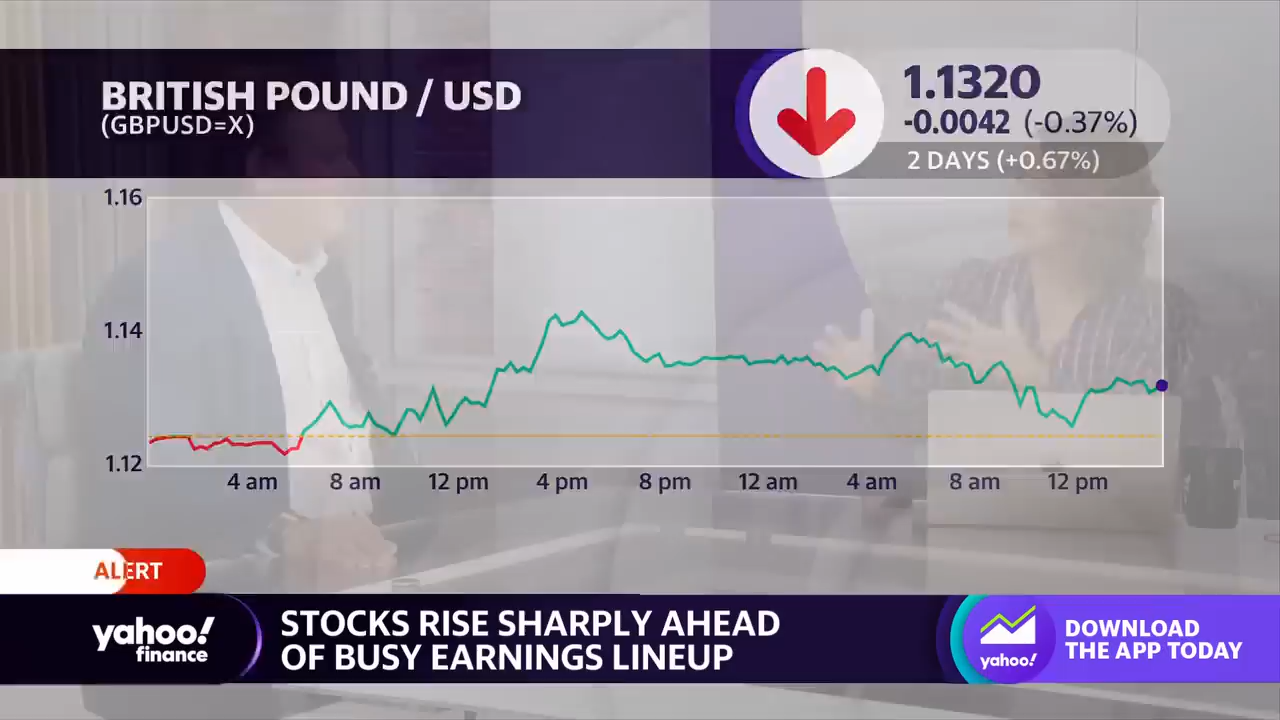 BRITISH POUND / USD
(GBPUSD=X)
1.1320
-0.0042 (-0.37%)
2 DAYS (+0.67%)
1.16
1.14
1.12
4 am 8 am 12 pm 4 pm 8 pm 12 am 4 am 8 am 12 pm
ALERT
yahoo!
finance
STOCKS RISE SHARPLY AHEAD
OF BUSY EARNINGS LINEUP
yahoo!
DOWNLOAD
THE APP TODAY